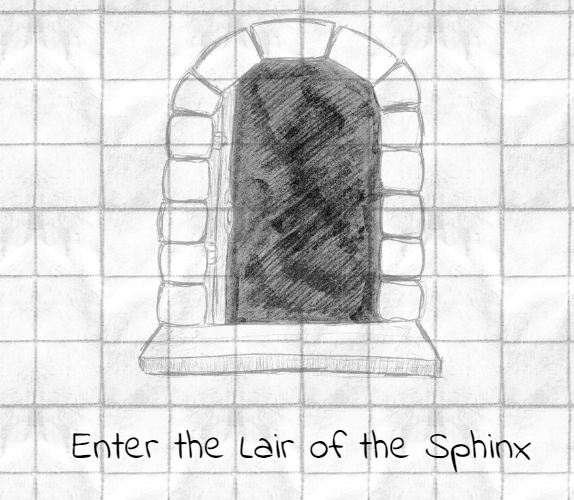 Enter the Lair of the Sphinx